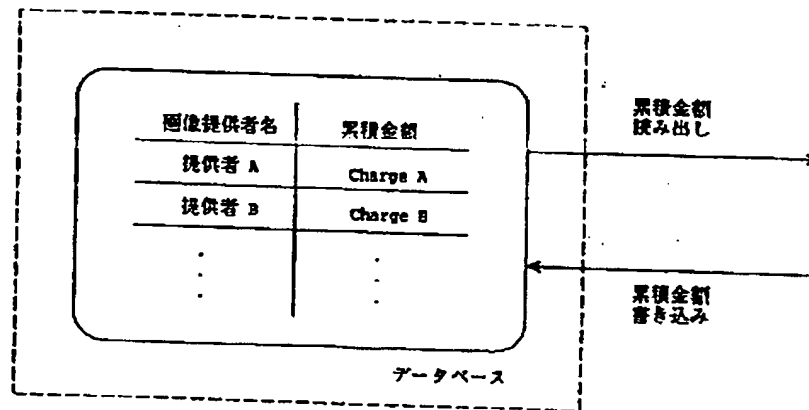 画像提供者名 累積金額
提供者 A Charge A
提供者 B Charge B
累積金額
読み出し
累積金額
書き込み
データベース